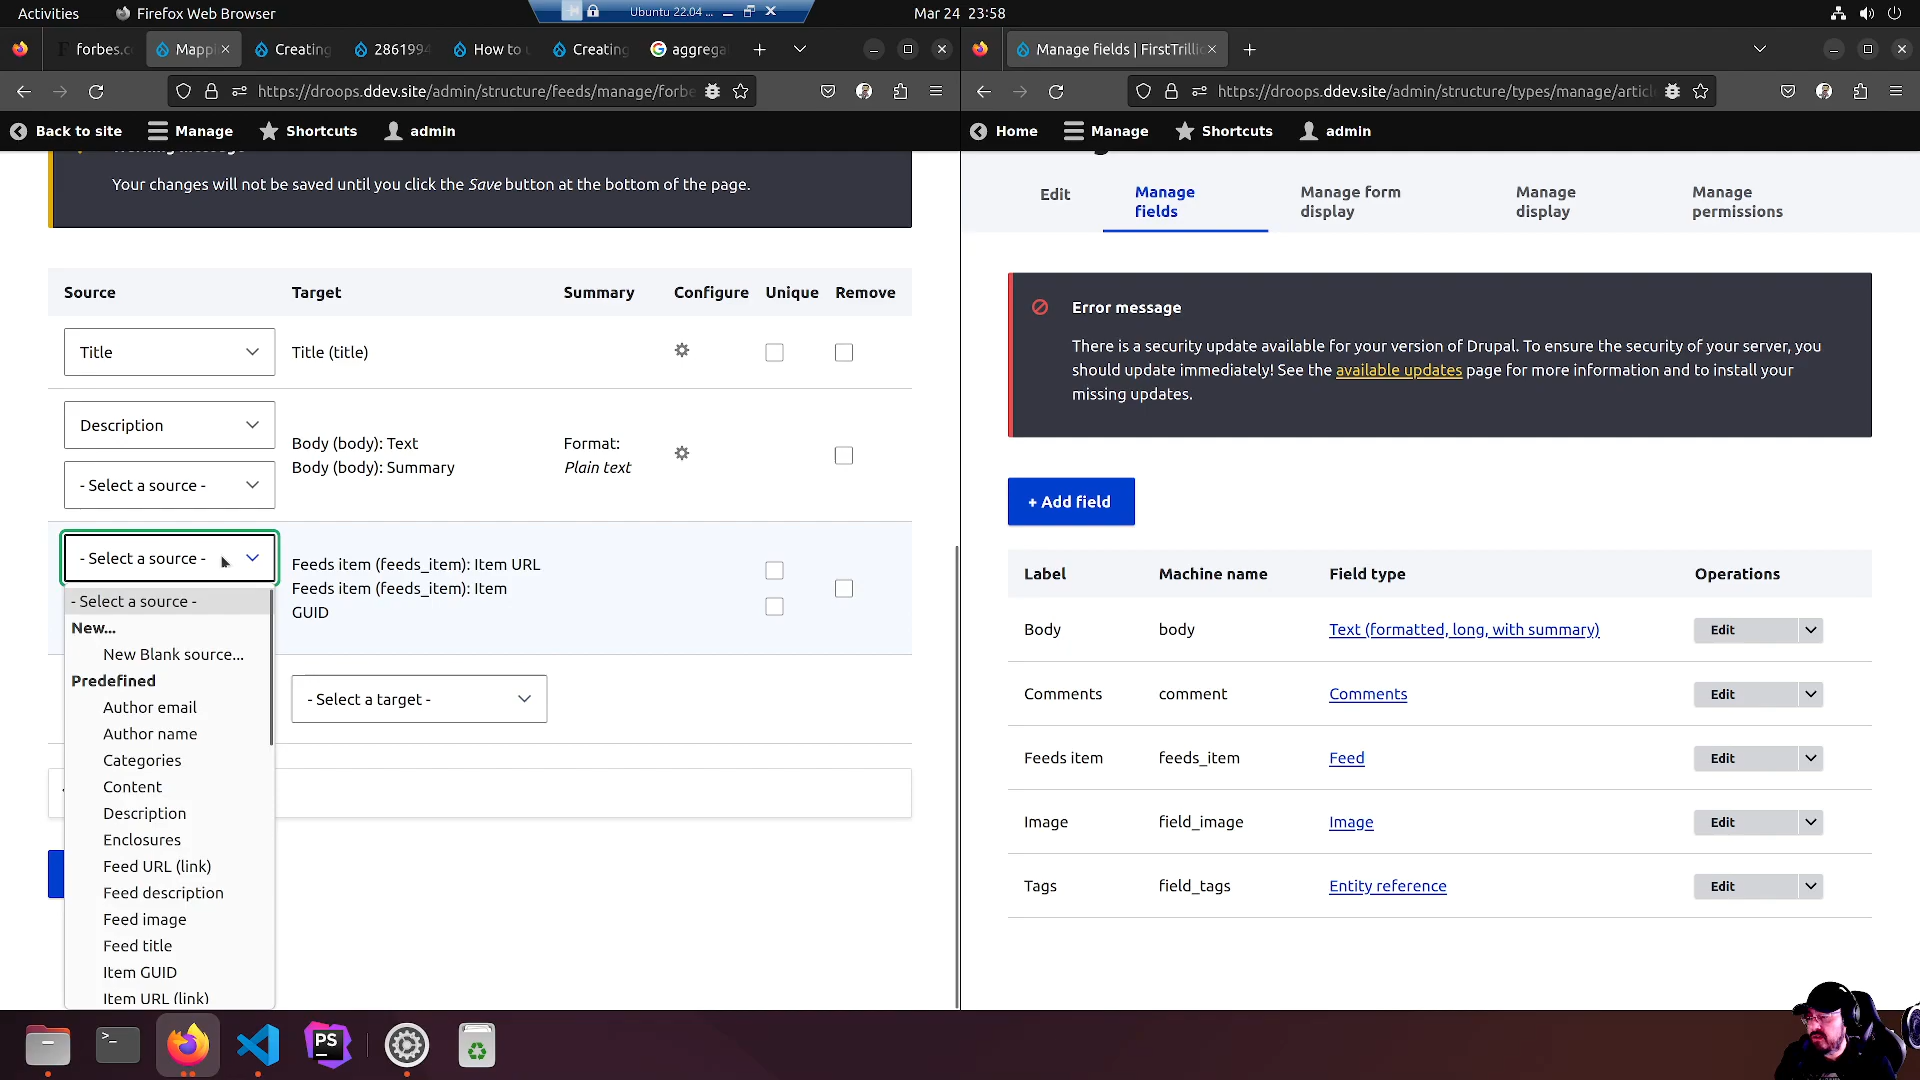 Activities
Firefox Web Browser
Ubuntu 22.04 ...
Mar 24 23:58
forbes.c
Mappi
Creating
2861994
How to
Creating
aggrega
Manage fields | FirstTrilli
https://droops.ddev.site/admin/structure/feeds/manage/forbe
https://droops.ddev.site/admin/structure/types/manage/articl
Back to site
Manage
Shortcuts
admin
Home
Manage
Shortcuts
admin
Your changes will not be saved until you click the Save button at the bottom of the page.
Source
Target
Summary
Configure
Unique
Remove
Title
Title (title)
Description
- Select a source -
Body (body): Text
Body (body): Summary
Format:
Plain text
- Select a source -
Feeds item (feeds_item): Item URL
Feeds item (feeds_item): Item
GUID
- Select a source -
New...
New Blank source...
Predefined
Author email
Author name
Categories
Content
Description
Enclosures
Feed URL (link)
Feed description
Feed image
Feed title
Item GUID
Item URL (link)
- Select a target -
Edit
Manage
fields
Manage form
display
Manage
display
Manage
permissions
Error message
There is a security update available for your version of Drupal. To ensure the security of your server, you
should update immediately! See the available updates page for more information and to install your
missing updates.
+ Add field
Label
Machine name
Field type
Operations
Body
body
Text (formatted, long, with summary)
Edit
Comments
comment
Comments
Edit
Feeds item
feeds_item
Feed
Edit
Image
field_image
Image
Edit
Tags
field_tags
Entity reference
Edit
PS